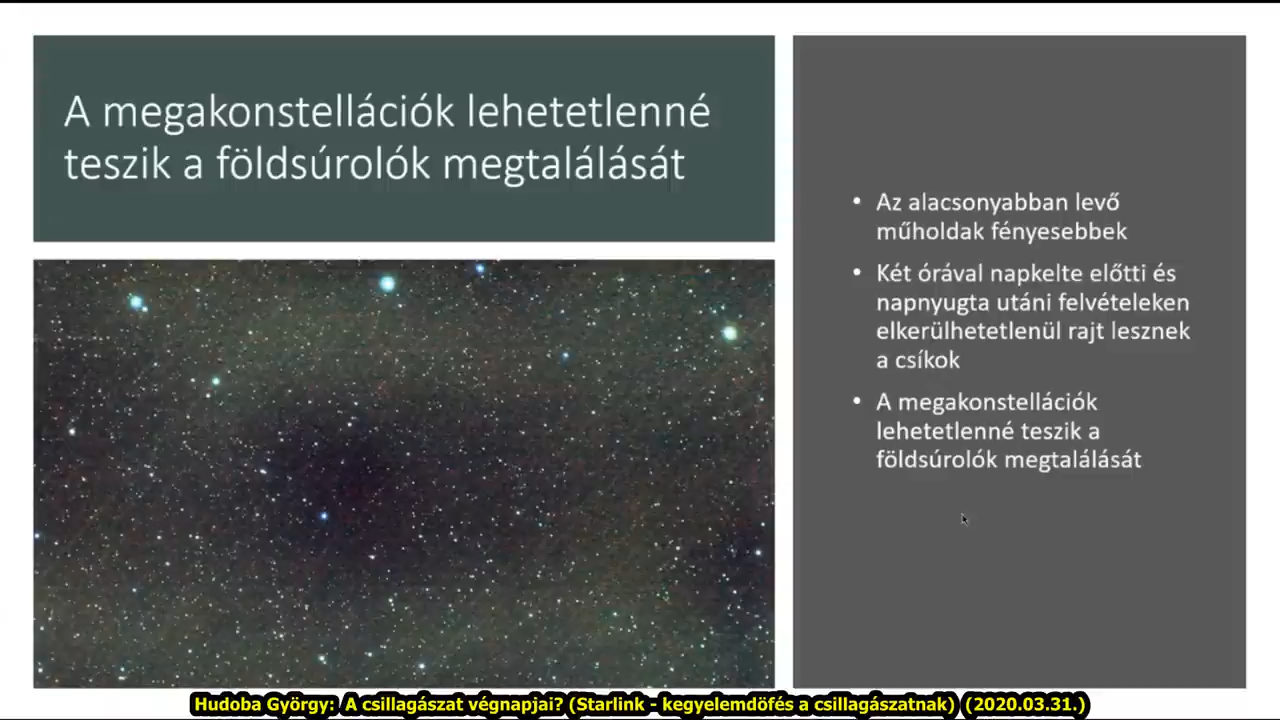 A megakonstellációk lehetetlenné
teszik a földsúrolók megtalálását
• Az alacsonyabban levő
műholdak fényesebbek
• Két órával napkelte előtti és
napnyugta utáni felvételeken
elkerülhetetlenül rajt lesznek
a csíkok
• A megakonstellációk
lehetetlenné teszik a
földsúrolók megtalálását
Hudoba György: A csillagászat végnapjai? (Starlink - kegyelemdöfés a csillagászatnak) (2020.03.31.)